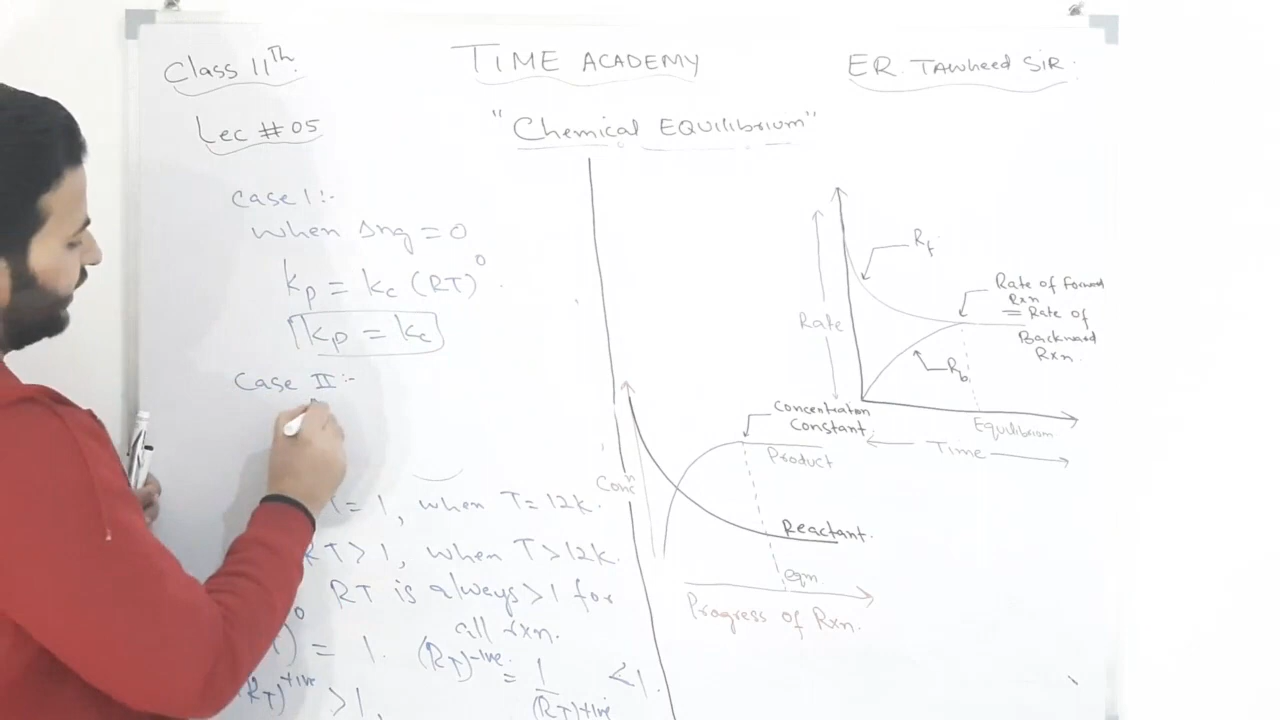 Class 11th.
TIME ACADEMY
ER. Tawheed SIR.
Lec # 05
"Chemical EQUILIBRIUM"
Case I :-
when Δng = 0
kp = kc (RT)^0
kp = kc
Case II :-
T = 1, when T = 12k.
RT > 1, when T > 12k.
RT is always > 1 for
all rxn.
)^0 = 1. (RT)^-ive = 1/(RT)^+ive < 1.
RT)^+ive > 1,
Rate
Rf
Rate of Forward
Rxn
= Rate of
Backward
Rxn.
Rb
Equilibrium
Time
Concentration
Constant
Product
Concn
Reactant.
eqm
Progress of Rxn.